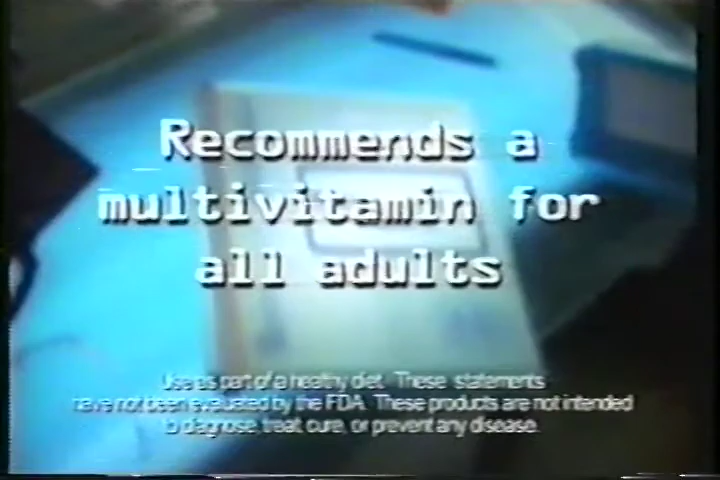 Recommends a
multivitamin for
all adults
Use as part of a healthy diet. These statements
have not been evaluated by the FDA. These products are not intended
to diagnose, treat, cure, or prevent any disease.